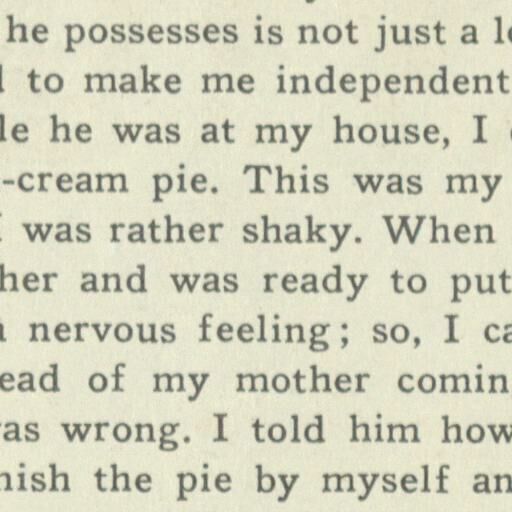 he possesses is not just a
to make me independent
he was at my house, I
-cream pie. This was my
I was rather shaky. When
her and was ready to put
nervous feeling; so, I
ead of my mother comin
as wrong. I told him how
nish the pie by myself an